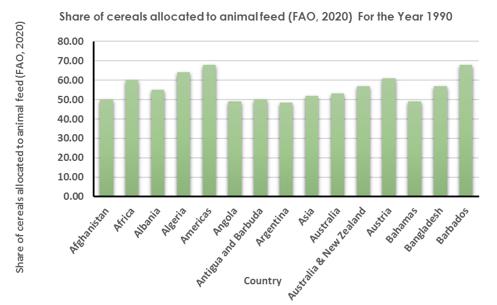 Share of cereals allocated to animal feed (FAO, 2020) For the Year 1990
Share of cereals allocated to animal feed (FAO, 2020)
80.00
70.00
60.00
50.00
40.00
30.00
20.00
10.00
0.00
Afghanistan
Africa
Albania
Algeria
Americas
Angola
Antigua and Barbuda
Argentina
Asia
Australia
Australia & New Zealand
Austria
Bahamas
Bangladesh
Barbados
Country